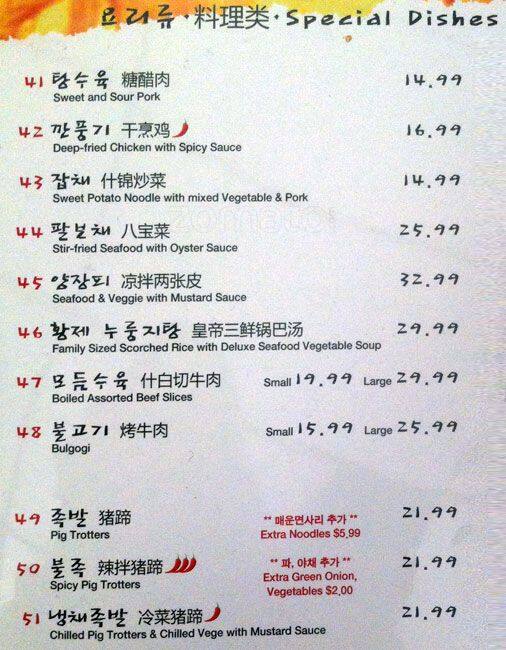 요리류·料理类·Special Dishes
41 탕수육 糖醋肉 14.99
Sweet and Sour Pork
42 깐풍기 干烹鸡 16.99
Deep-fried Chicken with Spicy Sauce
43 잡채 什锦炒菜 14.99
Sweet Potato Noodle with mixed Vegetable & Pork
44 팔보채 八宝菜 25.99
Stir-fried Seafood with Oyster Sauce
45 양장피 凉拌两张皮 32.99
Seafood & Veggie with Mustard Sauce
46 황제 누룽지탕 皇帝三鲜锅巴汤 29.99
Family Sized Scorched Rice with Deluxe Seafood Vegetable Soup
47 모듬수육 什白切牛肉 Small 19.99 Large 29.99
Boiled Assorted Beef Slices
48 불고기 烤牛肉 Small 15.99 Large 25.99
Bulgogi
49 족발 猪蹄 ** 매운면사리 추가 ** 21.99
Pig Trotters Extra Noodles $5,99
50 불족 辣拌猪蹄 ** 파, 야채 추가 ** 21.99
Spicy Pig Trotters Extra Green Onion,
Vegetables $2,00
51 냉채족발 冷菜猪蹄 21.99
Chilled Pig Trotters & Chilled Vege with Mustard Sauce